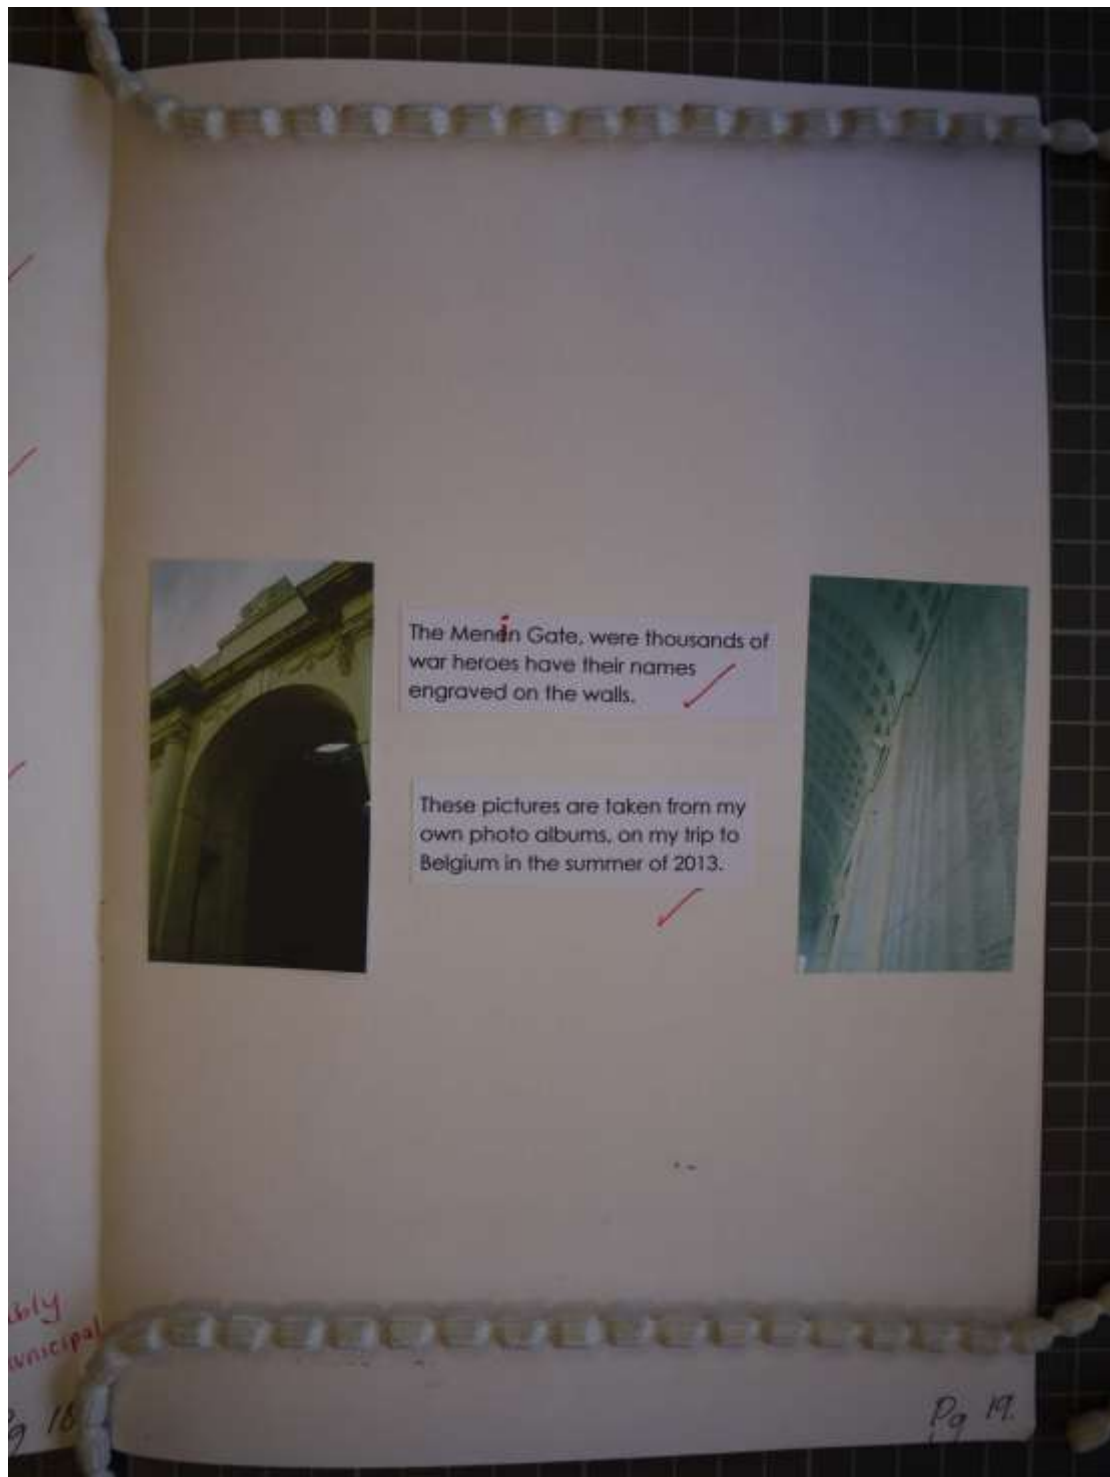 The Menin Gate, were thousands of
war heroes have their names
engraved on the walls.
These pictures are taken from my
own photo albums, on my trip to
Belgium in the summer of 2013.
unicipal
18
Pg 19.